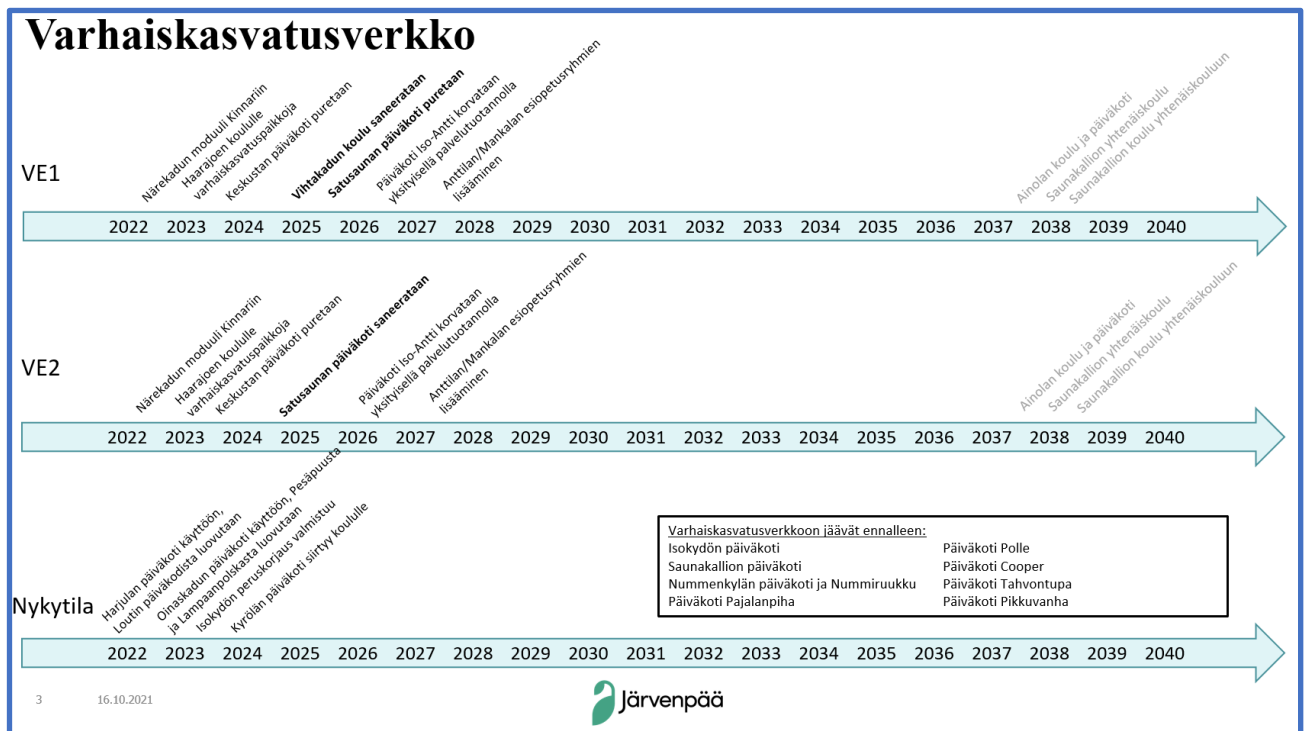 Varhaiskasvatusverkko
VE1
Närekadun moduuli Kinnariin
Haarajoen koululle
varhaiskasvatuspaikkoja
Keskustan päiväkoti puretaan
Vihtakadun koulu saneerataan
Satusaunan päiväkoti puretaan
Päiväkoti Iso-Antti korvataan
yksityisellä palvelutuotannolla
Anttilan/Mankalan esiopetusryhmien
lisääminen
Ainolan koulu ja päiväkoti
Saunakallion yhtenäiskoulu
Saunakallion koulu yhtenäiskouluun
2022 2023 2024 2025 2026 2027 2028 2029 2030 2031 2032 2033 2034 2035 2036 2037 2038 2039 2040
VE2
Närekadun moduuli Kinnariin
Haarajoen koululle
varhaiskasvatuspaikkoja
Keskustan päiväkoti puretaan
Satusaunan päiväkoti saneerataan
Päiväkoti Iso-Antti korvataan
yksityisellä palvelutuotannolla
Anttilan/Mankalan esiopetusryhmien
lisääminen
Ainolan koulu ja päiväkoti
Saunakallion yhtenäiskoulu
Saunakallion koulu yhtenäiskouluun
2022 2023 2024 2025 2026 2027 2028 2029 2030 2031 2032 2033 2034 2035 2036 2037 2038 2039 2040
Nykytila
Harjulan päiväkoti käyttöön,
Loutin päiväkodista luovutaan
Oinaskadun päiväkoti käyttöön, Pesäpuusta
ja Lampaanpolskasta luovutaan
Isokydön peruskorjaus valmistuu
Kyrölän päiväkoti siirtyy koululle
Varhaiskasvatusverkkoon jäävät ennalleen:
Isokydön päiväkoti
Saunakallion päiväkoti
Nummenkylän päiväkoti ja Nummiruukku
Päiväkoti Pajalanpiha
Päiväkoti Polle
Päiväkoti Cooper
Päiväkoti Tahvontupa
Päiväkoti Pikkuvanha
2022 2023 2024 2025 2026 2027 2028 2029 2030 2031 2032 2033 2034 2035 2036 2037 2038 2039 2040
3 16.10.2021
Järvenpää